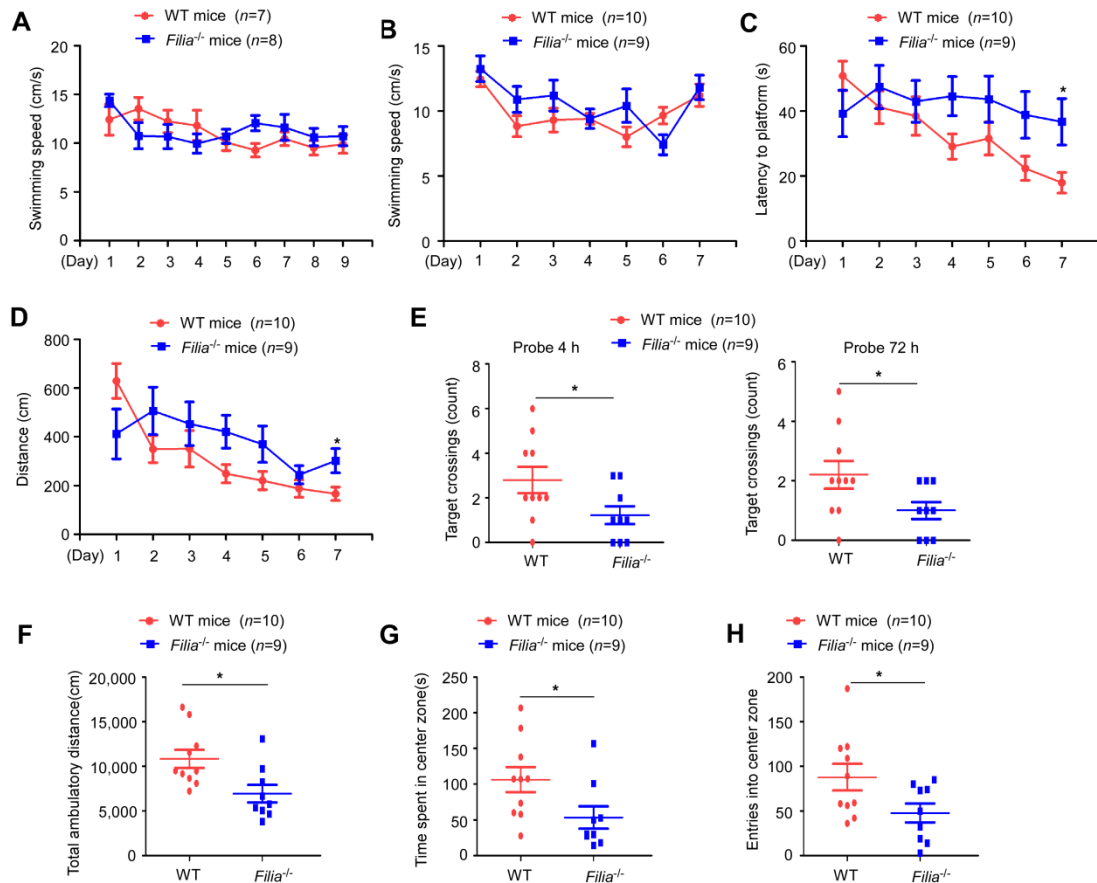 A
WT mice (n=7)
Filia-/- mice (n=8)
Swimming speed (cm/s)
20
15
10
5
0
(Day) 1 2 3 4 5 6 7 8 9
B
WT mice (n=10)
Filia-/- mice (n=9)
Swimming speed (cm/s)
15
10
5
0
(Day) 1 2 3 4 5 6 7
C
WT mice (n=10)
Filia-/- mice (n=9)
Latency to platform (s)
60
40
20
0
*
(Day) 1 2 3 4 5 6 7
D
WT mice (n=10)
Filia-/- mice (n=9)
Distance (cm)
800
600
400
200
0
*
(Day) 1 2 3 4 5 6 7
E
WT mice (n=10)
Filia-/- mice (n=9)
Probe 4 h
Target crossings (count)
8
6
4
2
0
*
WT Filia-/-
Probe 72 h
Target crossings (count)
6
4
2
0
*
WT Filia-/-
F
WT mice (n=10)
Filia-/- mice (n=9)
Total ambulatory distance(cm)
20,000
15,000
10,000
5,000
0
*
WT Filia-/-
G
WT mice (n=10)
Filia-/- mice (n=9)
Time spent in center zone(s)
250
200
150
100
50
0
*
WT Filia-/-
H
WT mice (n=10)
Filia-/- mice (n=9)
Entries into center zone
200
150
100
50
0
*
WT Filia-/-